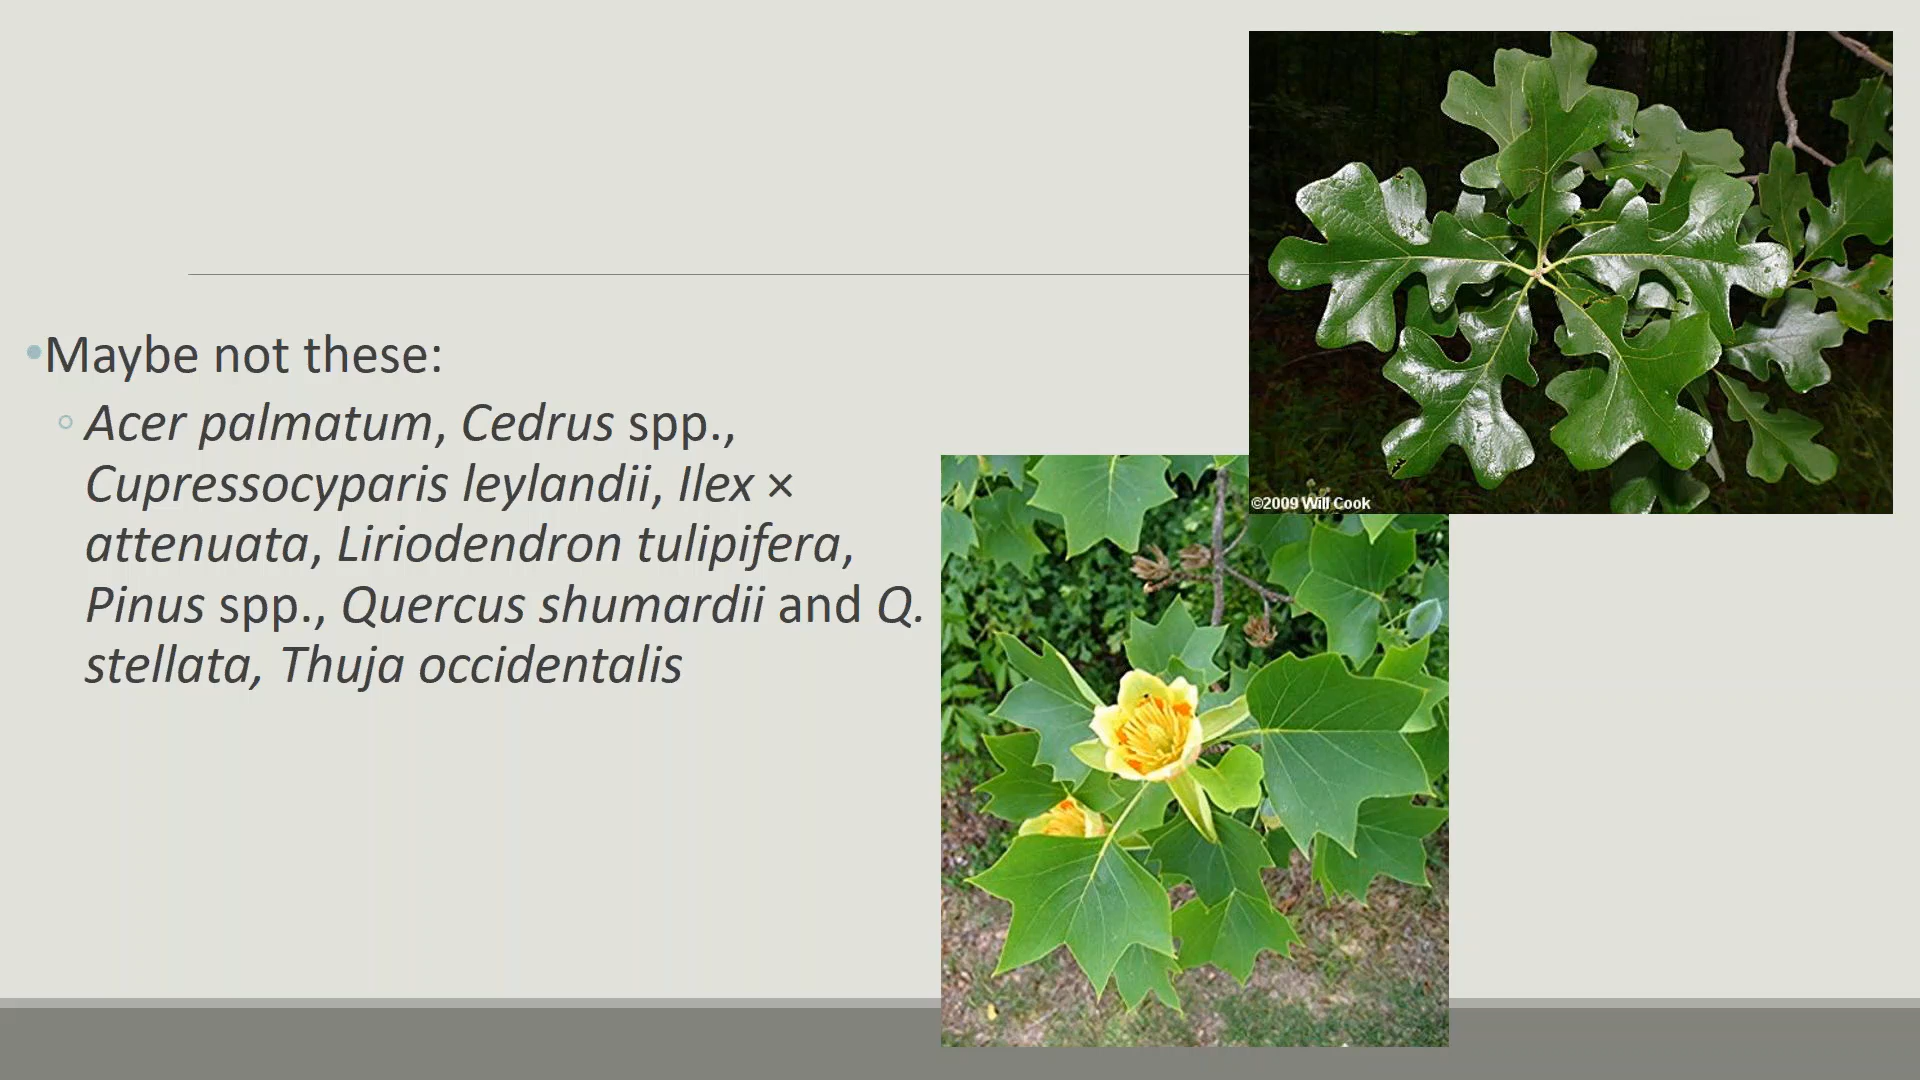 •Maybe not these:
◦Acer palmatum, Cedrus spp.,
Cupressocyparis leylandii, Ilex ×
attenuata, Liriodendron tulipifera,
Pinus spp., Quercus shumardii and Q.
stellata, Thuja occidentalis
©2009 Will Cook